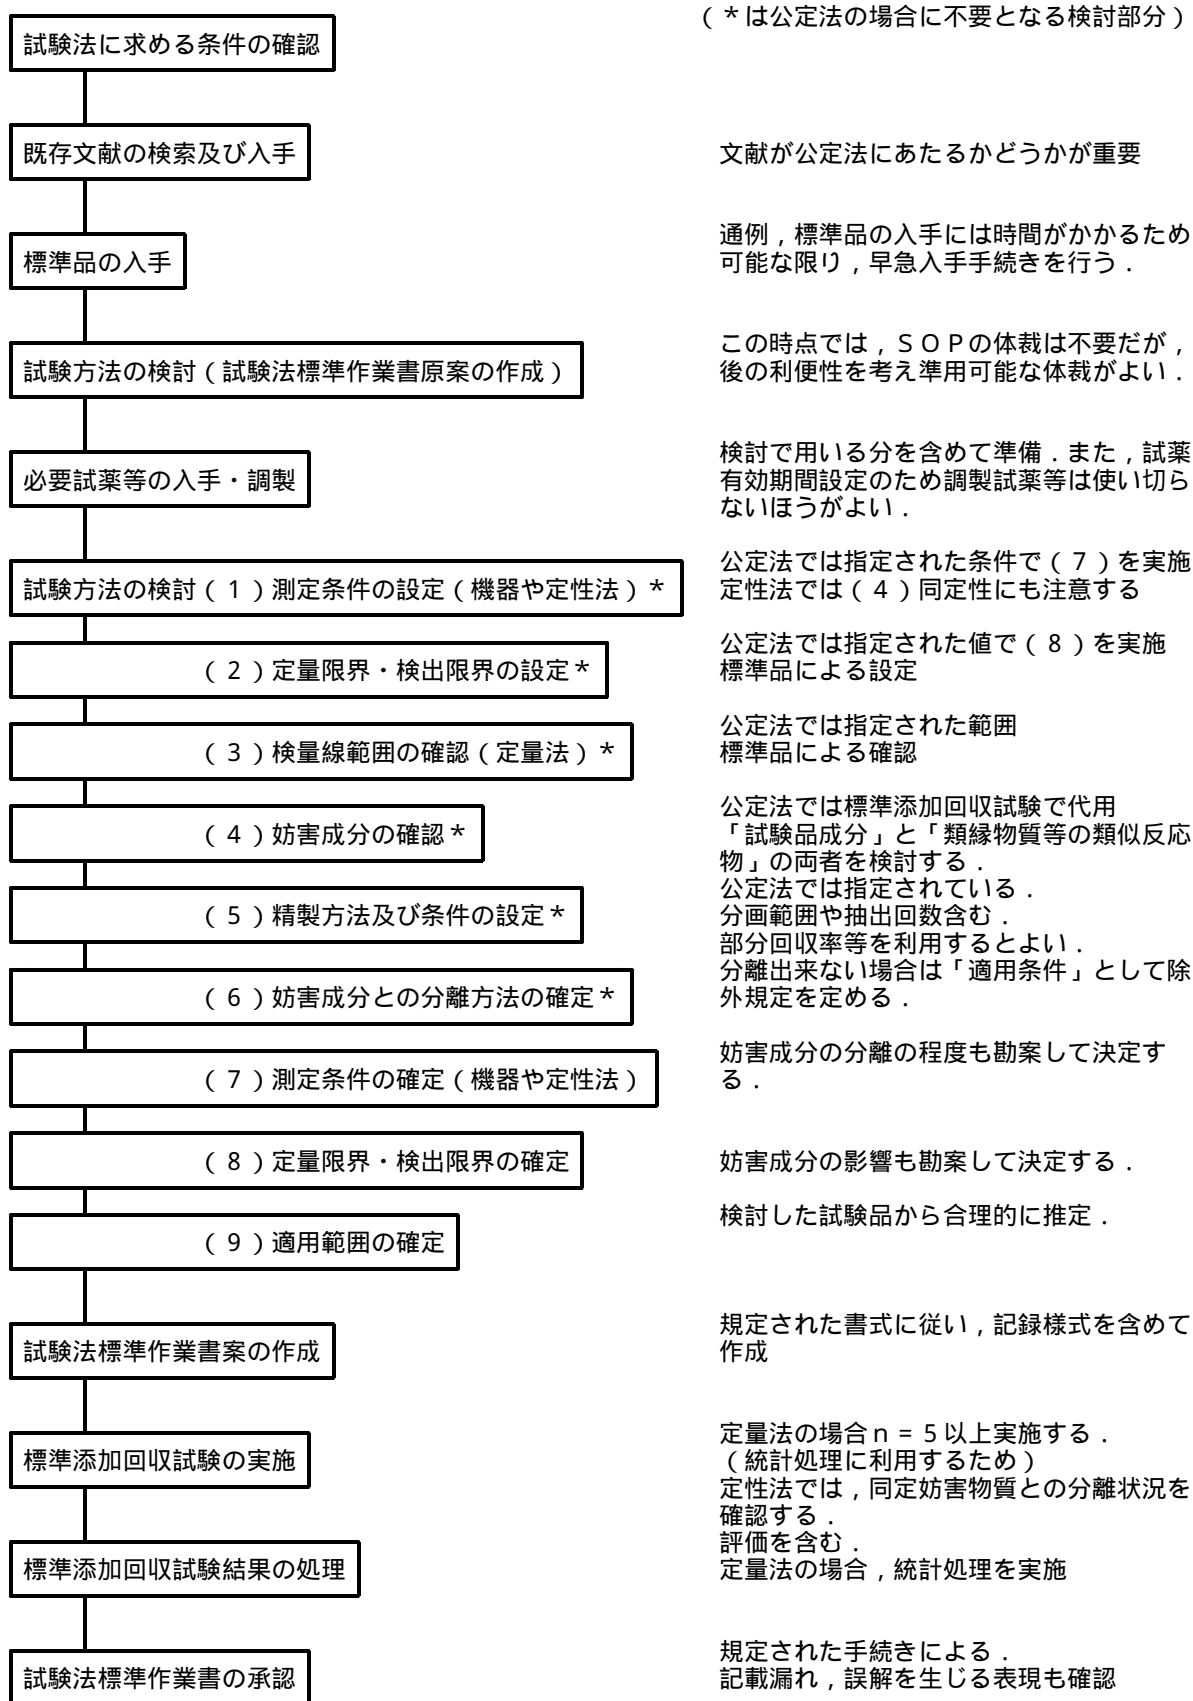 （＊は公定法の場合に不要となる検討部分）
試験法に求める条件の確認
既存文献の検索及び入手
文献が公定法にあたるかどうかが重要
標準品の入手
通例，標準品の入手には時間がかかるため
可能な限り，早急入手手続きを行う．
試験方法の検討（試験法標準作業書原案の作成）
この時点では，ＳＯＰの体裁は不要だが，
後の利便性を考え準用可能な体裁がよい．
必要試薬等の入手・調製
検討で用いる分を含めて準備．また，試薬
有効期間設定のため調製試薬等は使い切ら
ないほうがよい．
試験方法の検討（１）測定条件の設定（機器や定性法）＊
公定法では指定された条件で（７）を実施
定性法では（４）同定性にも注意する
（２）定量限界・検出限界の設定＊
公定法では指定された値で（８）を実施
標準品による設定
（３）検量線範囲の確認（定量法）＊
公定法では指定された範囲
標準品による確認
（４）妨害成分の確認＊
公定法では標準添加回収試験で代用
「試験品成分」と「類縁物質等の類似反応
物」の両者を検討する．
（５）精製方法及び条件の設定＊
公定法では指定されている．
分画範囲や抽出回数含む．
部分回収率等を利用するとよい．
（６）妨害成分との分離方法の確定＊
分離出来ない場合は「適用条件」として除
外規定を定める．
（７）測定条件の確定（機器や定性法）
妨害成分の分離の程度も勘案して決定す
る．
（８）定量限界・検出限界の確定
妨害成分の影響も勘案して決定する．
（９）適用範囲の確定
検討した試験品から合理的に推定．
試験法標準作業書案の作成
規定された書式に従い，記録様式を含めて
作成
標準添加回収試験の実施
定量法の場合ｎ＝５以上実施する．
（統計処理に利用するため）
定性法では，同定妨害物質との分離状況を
確認する．
標準添加回収試験結果の処理
評価を含む．
定量法の場合，統計処理を実施
試験法標準作業書の承認
規定された手続きによる．
記載漏れ，誤解を生じる表現も確認